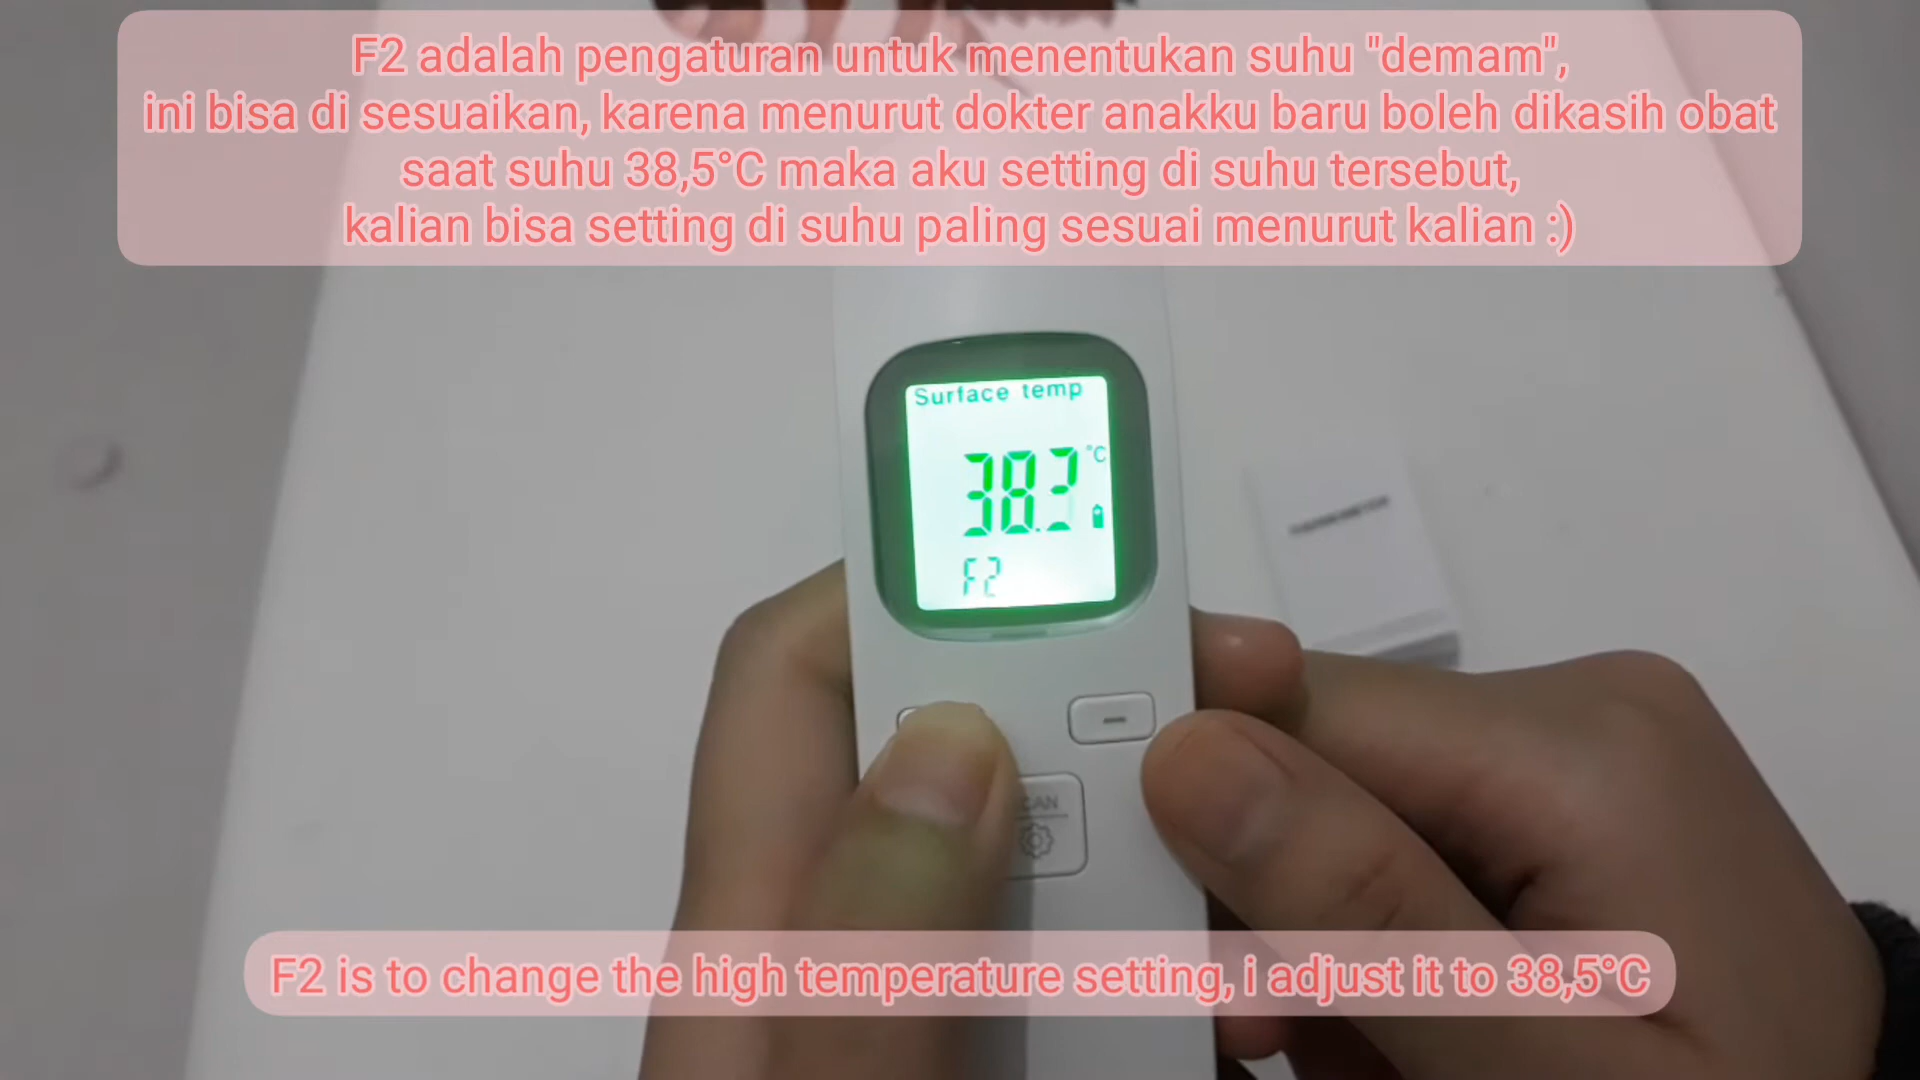 F2 adalah pengaturan untuk menentukan suhu "demam",
ini bisa di sesuaikan, karena menurut dokter anakku baru boleh dikasih obat
saat suhu 38,5°C maka aku setting di suhu tersebut,
kalian bisa setting di suhu paling sesuai menurut kalian :)
Surface temp
°C
F2
F2 is to change the high temperature setting, i adjust it to 38,5°C